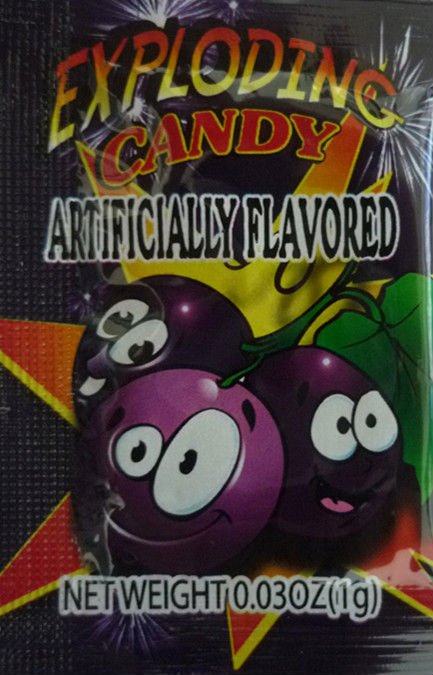 EXPLODING
CANDY
ARTIFICIALLY FLAVORED
NET WEIGHT 0.03OZ(1g)